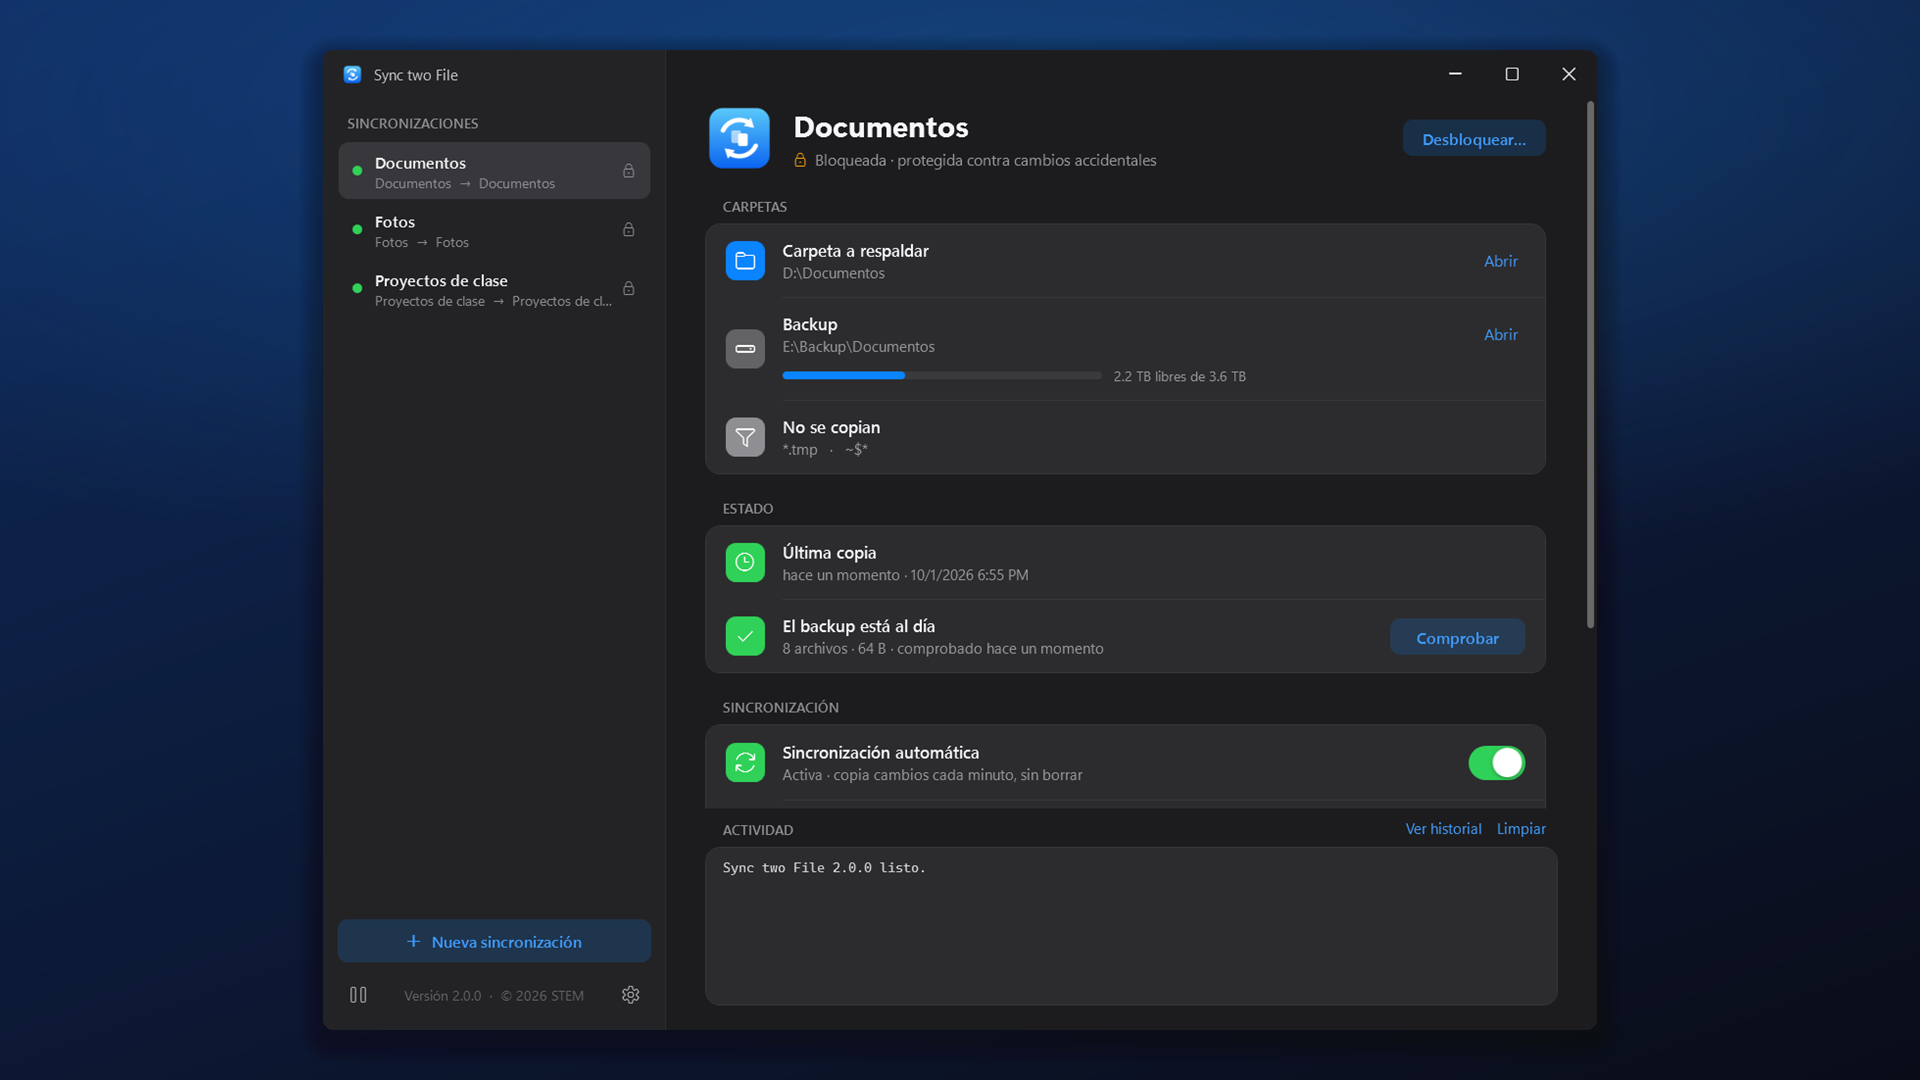 Sync two File
SINCRONIZACIONES
Documentos
Documentos → Documentos
Fotos
Fotos → Fotos
Proyectos de clase
Proyectos de clase → Proyectos de cl...
+ Nueva sincronización
Versión 2.0.0 · © 2026 STEM
Documentos
Bloqueada · protegida contra cambios accidentales
Desbloquear...
CARPETAS
Carpeta a respaldar
D:\Documentos
Abrir
Backup
E:\Backup\Documentos
Abrir
2.2 TB libres de 3.6 TB
No se copian
*.tmp · ~$*
ESTADO
Última copia
hace un momento · 10/1/2026 6:55 PM
El backup está al día
8 archivos · 64 B · comprobado hace un momento
Comprobar
SINCRONIZACIÓN
Sincronización automática
Activa · copia cambios cada minuto, sin borrar
ACTIVIDAD
Ver historial
Limpiar
Sync two File 2.0.0 listo.